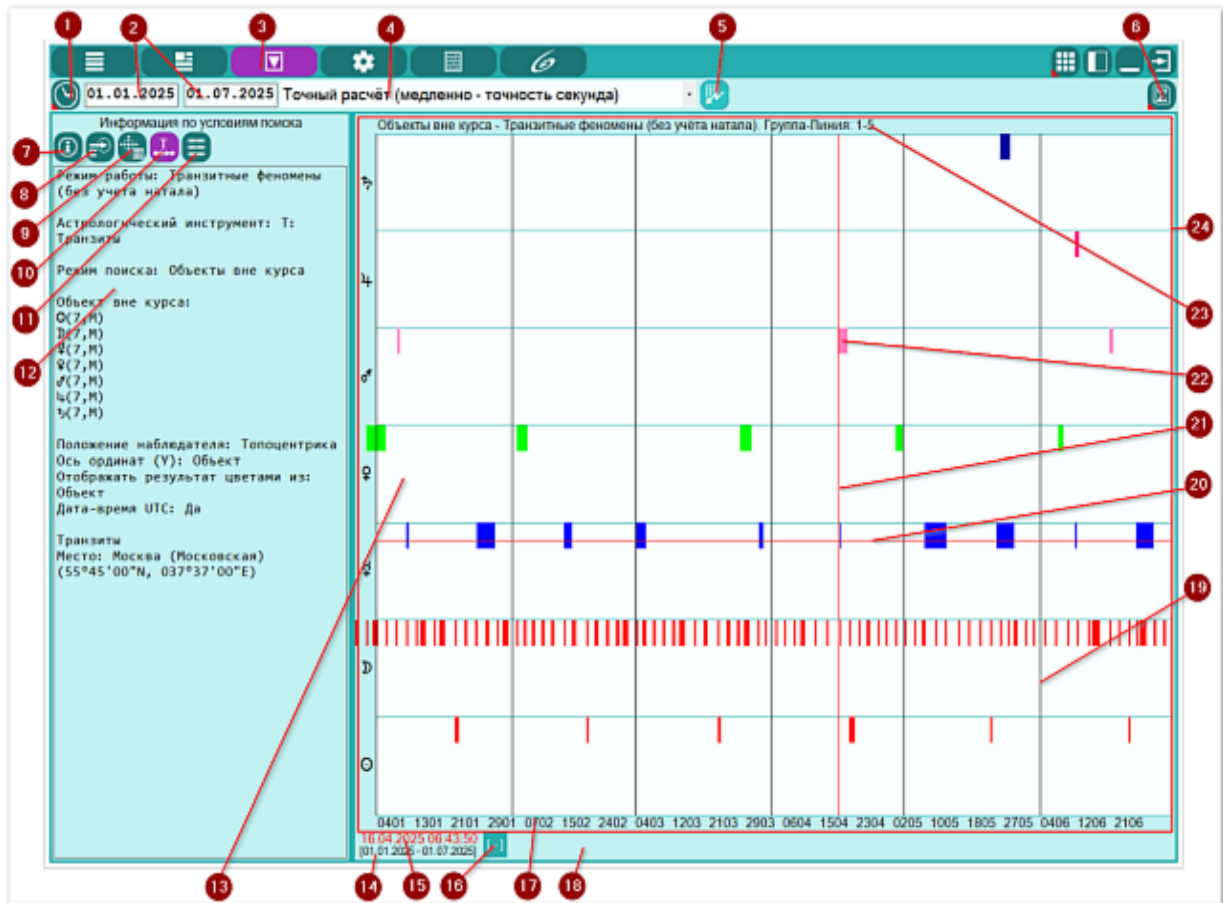 1 2 3 4 5 6
01.01.2025 01.07.2025 Точный расчёт (медленно - точность секунда)
Информация по условиям поиска
Объекты вне курса - Транзитные феномены (без учёта натала). Группа-Линия: 1-5
7
8
9
10
11
12
Режим работы: Транзитные феномены
(без учета натала)
Астрологический инструмент: Т:
Транзиты
Режим поиска: Объекты вне курса
Объект вне курса:
☉(7,М)
☽(7,М)
☿(7,М)
♀(7,М)
♂(7,М)
♃(7,М)
♄(7,М)
Положение наблюдателя: Топоцентрика
Ось ординат (Y): Объект
Отображать результат цветами из:
Объект
Дата-время UTC: Да
Транзиты
Место: Москва (Московская)
(55°45'00"N, 037°37'00"E)
♄
♃
♂
♀
☿
☽
☉
24
23
22
21
20
19
0401 1301 2101 2901 0702 1502 2402 0403 1203 2103 2903 0604 1504 2304 0205 1005 1805 2705 0406 1206 2106
16.04.2025 06:43:50
[01.01.2025 - 01.07.2025]
[-]
13 14 15 16 17 18